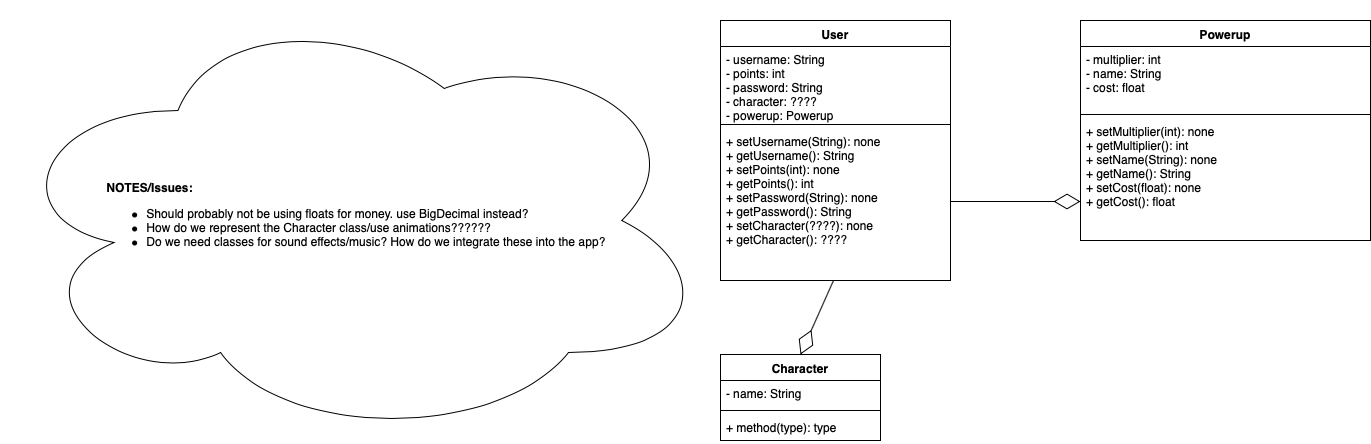 NOTES/Issues:
● Should probably not be using floats for money. use BigDecimal instead?
● How do we represent the Character class/use animations??????
● Do we need classes for sound effects/music? How do we integrate these into the app?
User
- username: String
- points: int
- password: String
- character: ????
- powerup: Powerup
+ setUsername(String): none
+ getUsername(): String
+ setPoints(int): none
+ getPoints(): int
+ setPassword(String): none
+ getPassword(): String
+ setCharacter(????): none
+ getCharacter(): ????
Powerup
- multiplier: int
- name: String
- cost: float
+ setMultiplier(int): none
+ getMultiplier(): int
+ setName(String): none
+ getName(): String
+ setCost(float): none
+ getCost(): float
Character
- name: String
+ method(type): type